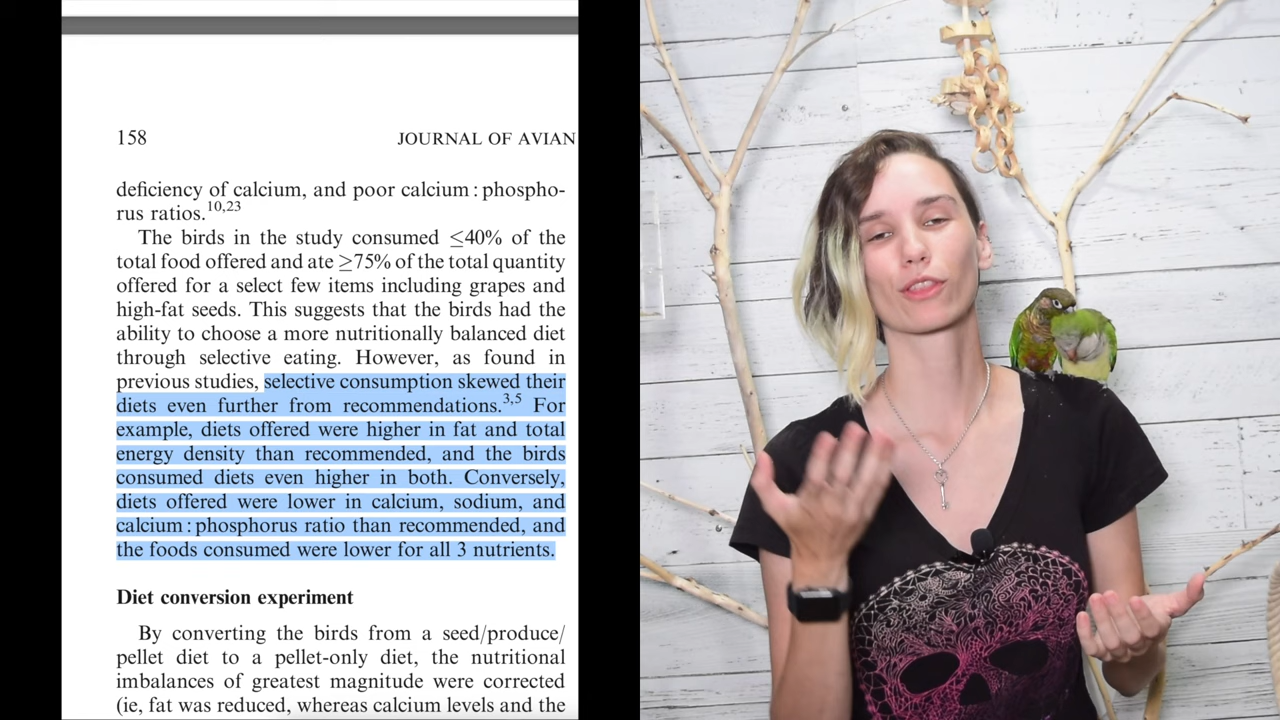 158
JOURNAL OF AVIAN
deficiency of calcium, and poor calcium : phospho-
rus ratios.10,23
The birds in the study consumed ≤40% of the
total food offered and ate ≥75% of the total quantity
offered for a select few items including grapes and
high-fat seeds. This suggests that the birds had the
ability to choose a more nutritionally balanced diet
through selective eating. However, as found in
previous studies, selective consumption skewed their
diets even further from recommendations.3,5 For
example, diets offered were higher in fat and total
energy density than recommended, and the birds
consumed diets even higher in both. Conversely,
diets offered were lower in calcium, sodium, and
calcium : phosphorus ratio than recommended, and
the foods consumed were lower for all 3 nutrients.
Diet conversion experiment
By converting the birds from a seed/produce/
pellet diet to a pellet-only diet, the nutritional
imbalances of greatest magnitude were corrected
(ie, fat was reduced, whereas calcium levels and the